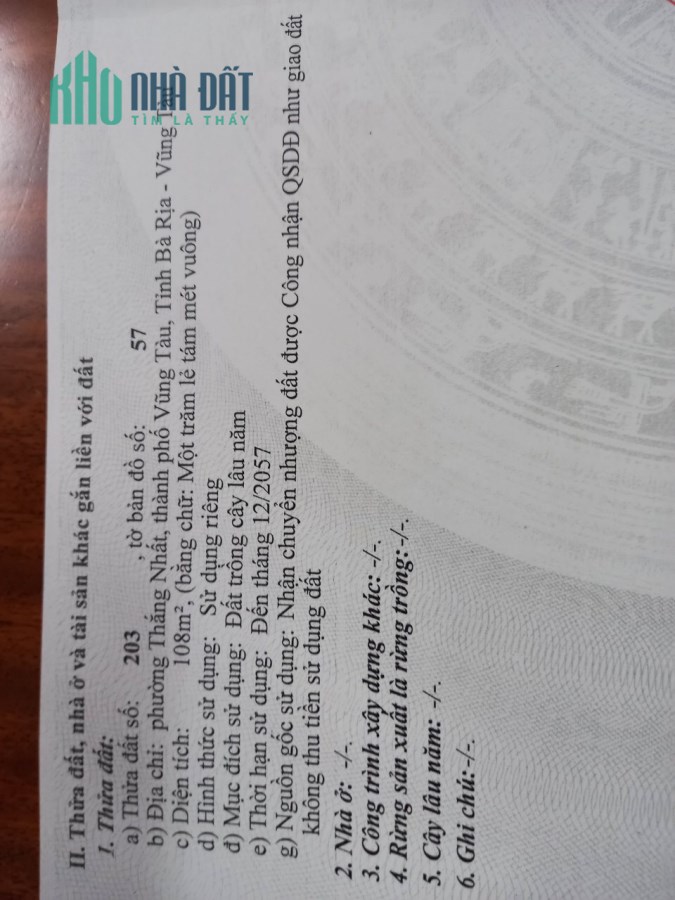 KHO NHÀ ĐẤT
TÌM LÀ THẤY
II. Thửa đất, nhà ở và tài sản khác gắn liền với đất
1. Thửa đất:
a) Thửa đất số: 203 , tờ bản đồ số: 57
b) Địa chỉ: phường Thắng Nhất, thành phố Vũng Tàu, Tỉnh Bà Rịa - Vũng Tàu
c) Diện tích: 108m², (bằng chữ: Một trăm lẻ tám mét vuông)
d) Hình thức sử dụng: Sử dụng riêng
đ) Mục đích sử dụng: Đất trồng cây lâu năm
e) Thời hạn sử dụng: Đến tháng 12/2057
g) Nguồn gốc sử dụng: Nhận chuyển nhượng đất được Công nhận QSDĐ như giao đất
không thu tiền sử dụng đất
2. Nhà ở: -/-.
3. Công trình xây dựng khác: -/-.
4. Rừng sản xuất là rừng trồng: -/-.
5. Cây lâu năm: -/-.
6. Ghi chú: -/-.